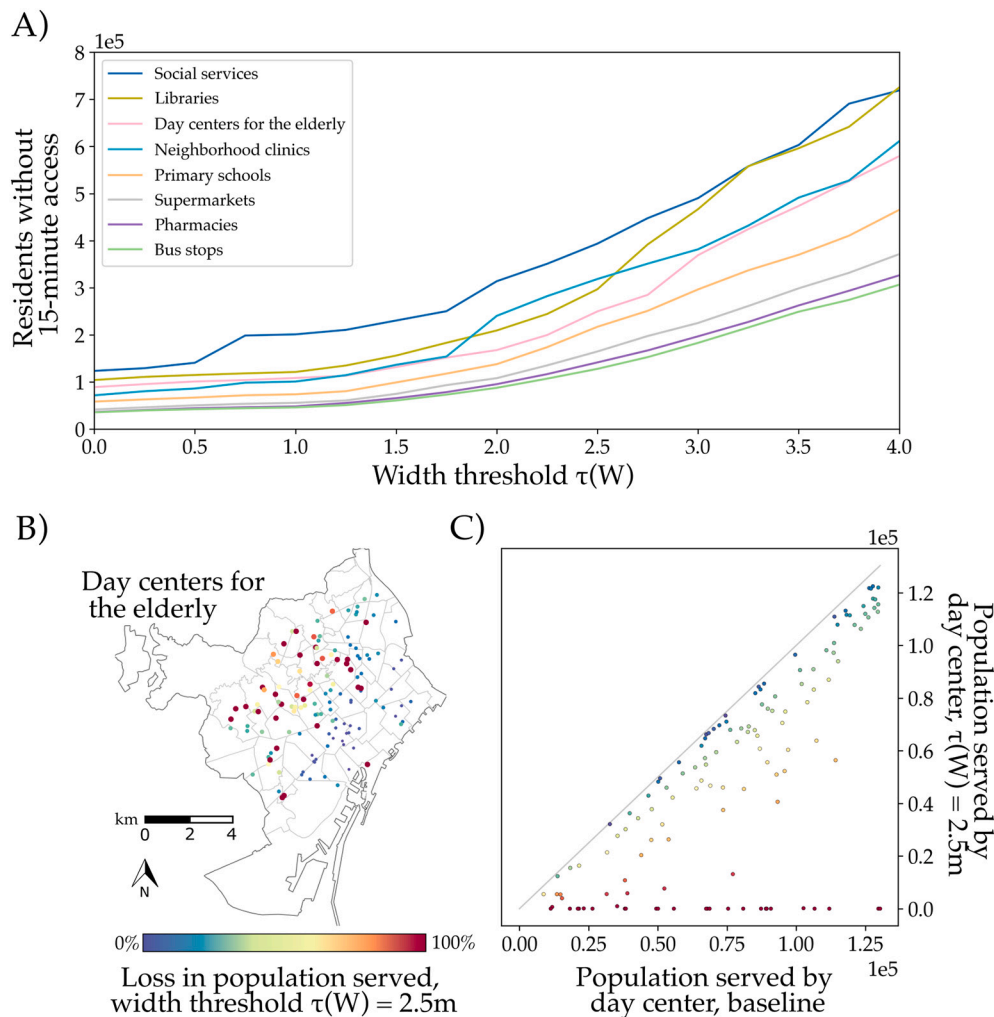 A)
1e5
8
7
6
5
4
3
2
1
0
Residents without
15-minute access
Social services
Libraries
Day centers for the elderly
Neighborhood clinics
Primary schools
Supermarkets
Pharmacies
Bus stops
0.0 0.5 1.0 1.5 2.0 2.5 3.0 3.5 4.0
Width threshold τ(W)
B)
Day centers for
the elderly
km
0 2 4
N
0% 100%
Loss in population served,
width threshold τ(W) = 2.5m
C)
1e5
1.2
1.0
0.8
0.6
0.4
0.2
0.0
Population served by
day center, τ(W) = 2.5m
0.00 0.25 0.50 0.75 1.00 1.25
1e5
Population served by
day center, baseline